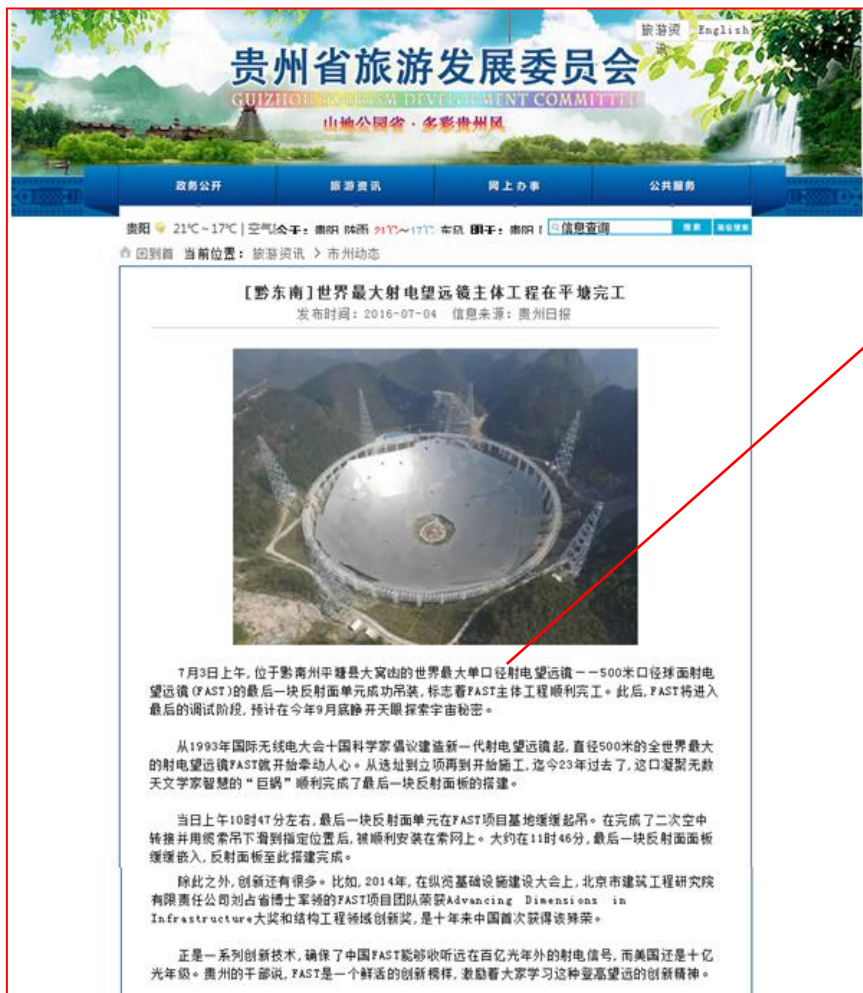 旅游资讯 English
贵州省旅游发展委员会
GUIZHOU TOURISM DEVELOPMENT COMMITTEE
山地公园省·多彩贵州风
政务公开 旅游资讯 网上办事 公共服务
贵阳 21℃~17℃ | 空气 今天: 贵阳 阵雨 21℃~17℃ 东风 明天: 贵阳 信息查询 搜索 高级搜索
回到首 当前位置: 旅游资讯 > 市州动态
[黔东南]世界最大射电望远镜主体工程在平塘完工
发布时间: 2016-07-04 信息来源: 贵州日报
7月3日上午,位于黔南州平塘县大窝凼的世界最大单口径射电望远镜——500米口径球面射电
望远镜(FAST)的最后一块反射面单元成功吊装,标志着FAST主体工程顺利完工。此后,FAST将进入
最后的调试阶段,预计在今年9月底睁开天眼探索宇宙秘密。
从1993年国际无线电大会十国科学家倡议建造新一代射电望远镜起,直径500米的全世界最大
的射电望远镜FAST就开始牵动人心。从选址到立项再到开始施工,迄今23年过去了,这口凝聚无数
天文学家智慧的“巨锅”顺利完成了最后一块反射面板的搭建。
当日上午10时47分左右,最后一块反射面单元在FAST项目基地缓缓起吊。在完成了二次空中
转接并用缆索吊下滑到指定位置后,被顺利安装在索网上。大约在11时46分,最后一块反射面面板
缓缓嵌入,反射面板至此搭建完成。
除此之外,创新还有很多。比如,2014年,在纵览基础设施建设大会上,北京市建筑工程研究院
有限责任公司刘占省博士率领的FAST项目团队荣获Advancing Dimensions in
Infrastructure大奖和结构工程领域创新奖,是十年来中国首次获得该殊荣。
正是一系列创新技术,确保了中国FAST能够收听远在百亿光年外的射电信号,而美国还是十亿
光年级。贵州的干部说,FAST是一个鲜活的创新榜样,激励着大家学习这种登高望远的创新精神。